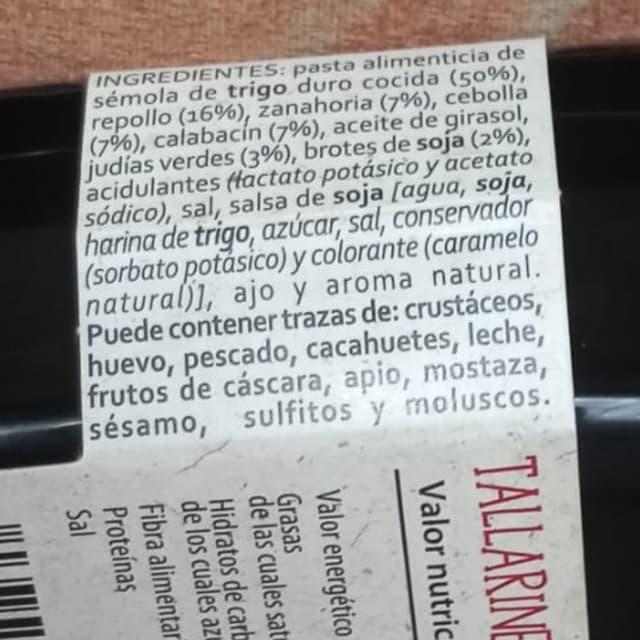 INGREDIENTES: pasta alimenticia de
sémola de trigo duro cocida (50%),
repollo (16%), zanahoria (7%), cebolla
(7%), calabacín (7%), aceite de girasol,
judías verdes (3%), brotes de soja (2%),
acidulantes (lactato potásico y acetato
sódico), sal, salsa de soja [agua, soja,
harina de trigo, azúcar, sal, conservador
(sorbato potásico) y colorante (caramelo
natural)], ajo y aroma natural.
Puede contener trazas de: crustáceos,
huevo, pescado, cacahuetes, leche,
frutos de cáscara, apio, mostaza,
sésamo, sulfitos y moluscos.
TALLARINE
Valor nutric
Valor energético
Grasas
de las cuales sat
Hidratos de carb
de los cuales azú
Fibra alimentar
Proteínas
Sal